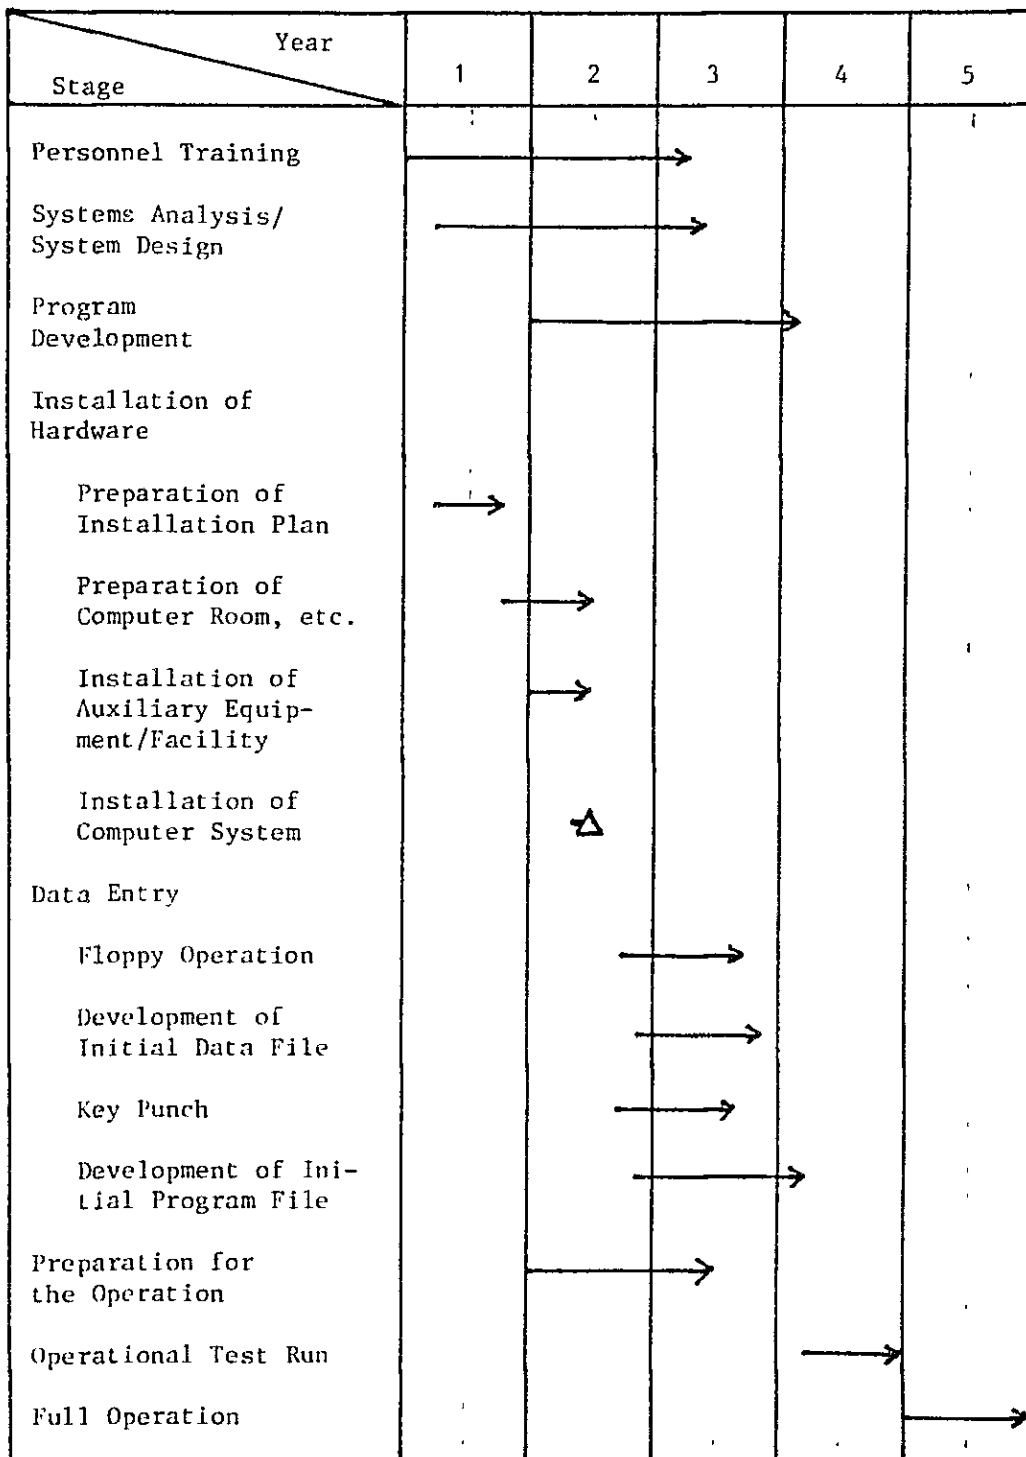 Year
Stage
1 2 3 4 5
Personnel Training
Systems Analysis/
System Design
Program
Development
Installation of
Hardware
Preparation of
Installation Plan
Preparation of
Computer Room, etc.
Installation of
Auxiliary Equip-
ment/Facility
Installation of
Computer System
Data Entry
Floppy Operation
Development of
Initial Data File
Key Punch
Development of Ini-
tial Program File
Preparation for
the Operation
Operational Test Run
Full Operation